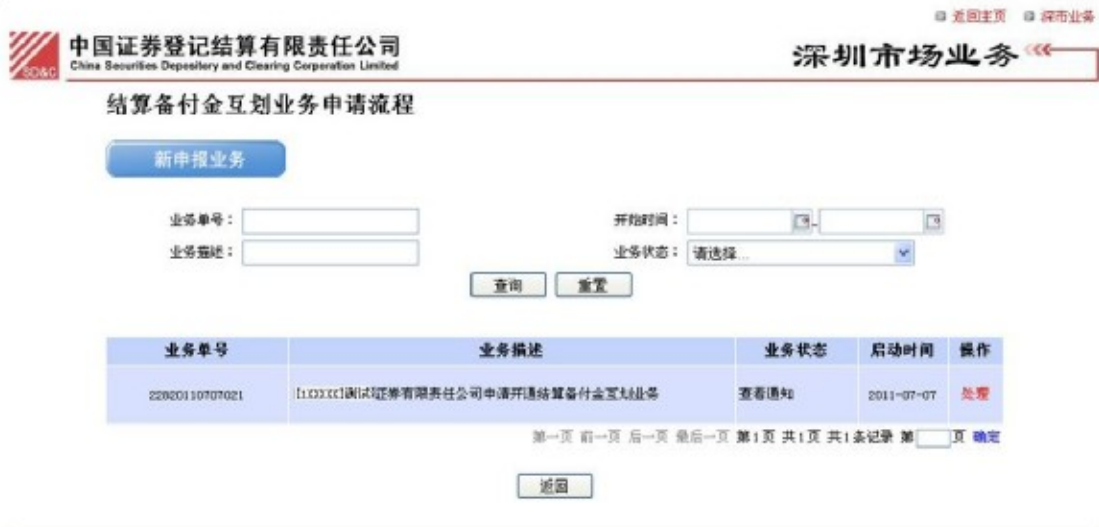 返回主页 深市业务
中国证券登记结算有限责任公司
China Securities Depository and Clearing Corporation Limited
SD&C
深圳市场业务
结算备付金互划业务申请流程
新申报业务
业务单号： 开始时间： -
业务描述： 业务状态： 请选择...
查询 重置
业务单号 业务描述 业务状态 启动时间 操作
22820110707021 测试证券有限责任公司申请开通结算备付金互划业务 查看通知 2011-07-07 处理
第一页 前一页 后一页 最后一页 第1页 共1页 共1条记录 第 页 确定
返回